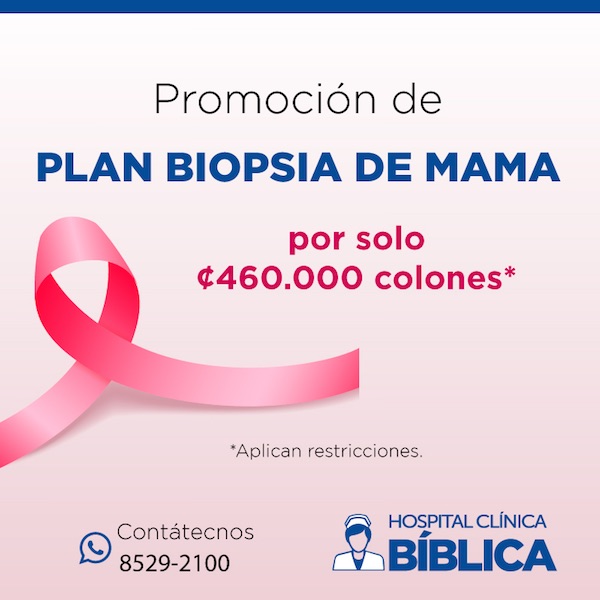 Promoción de
PLAN BIOPSIA DE MAMA
por solo
¢460.000 colones*
*Aplican restricciones.
Contátecnos
8529-2100
HOSPITAL CLÍNICA
BÍBLICA